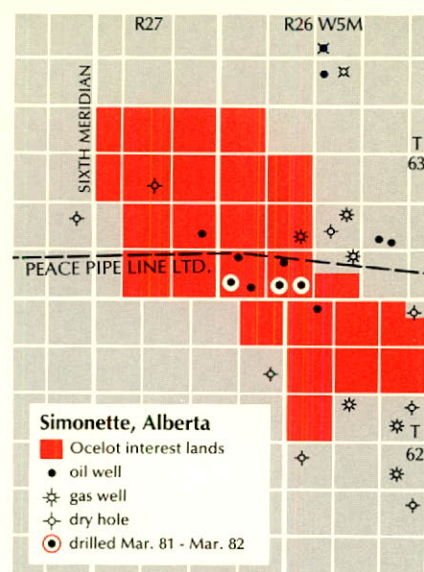 R27
R26 W5M
SIXTH MERIDIAN
T
63
PEACE PIPE LINE LTD.
Simonette, Alberta
Ocelot interest lands
oil well
gas well
dry hole
drilled Mar. 81 - Mar. 82
T
62